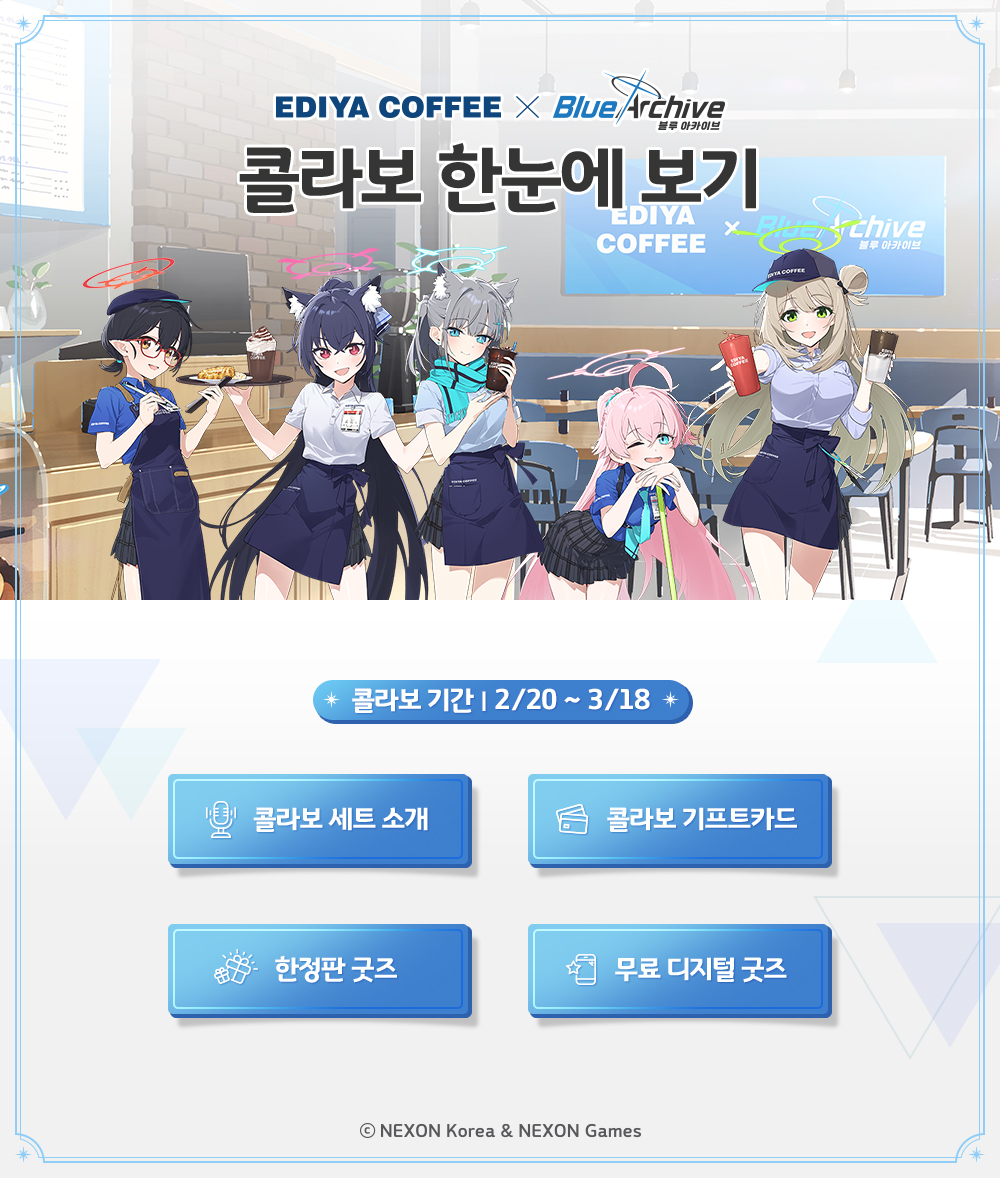 EDIYA COFFEE × Blue Archive
블루 아카이브
콜라보 한눈에 보기
EDIYA
COFFEE
× Blue Archive
블루 아카이브
EDIYA COFFEE
콜라보 기간 | 2/20 ~ 3/18
콜라보 세트 소개
콜라보 기프트카드
한정판 굿즈
무료 디지털 굿즈
ⓒ NEXON Korea & NEXON Games